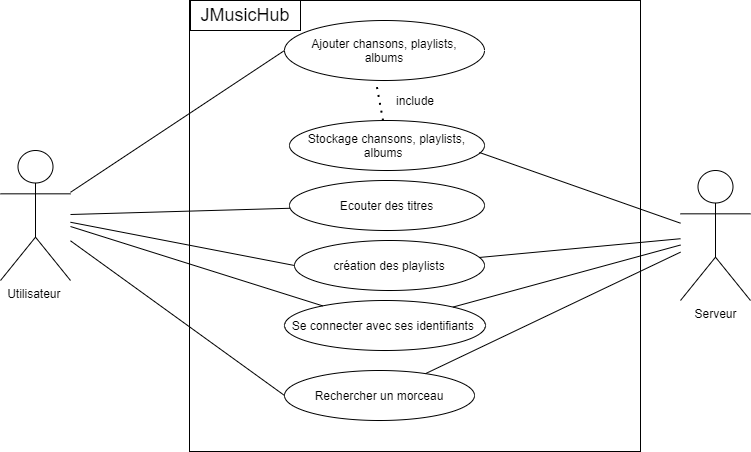 JMusicHub
Ajouter chansons, playlists,
albums
include
Stockage chansons, playlists,
albums
Ecouter des titres
création des playlists
Utilisateur
Serveur
Se connecter avec ses identifiants
Rechercher un morceau